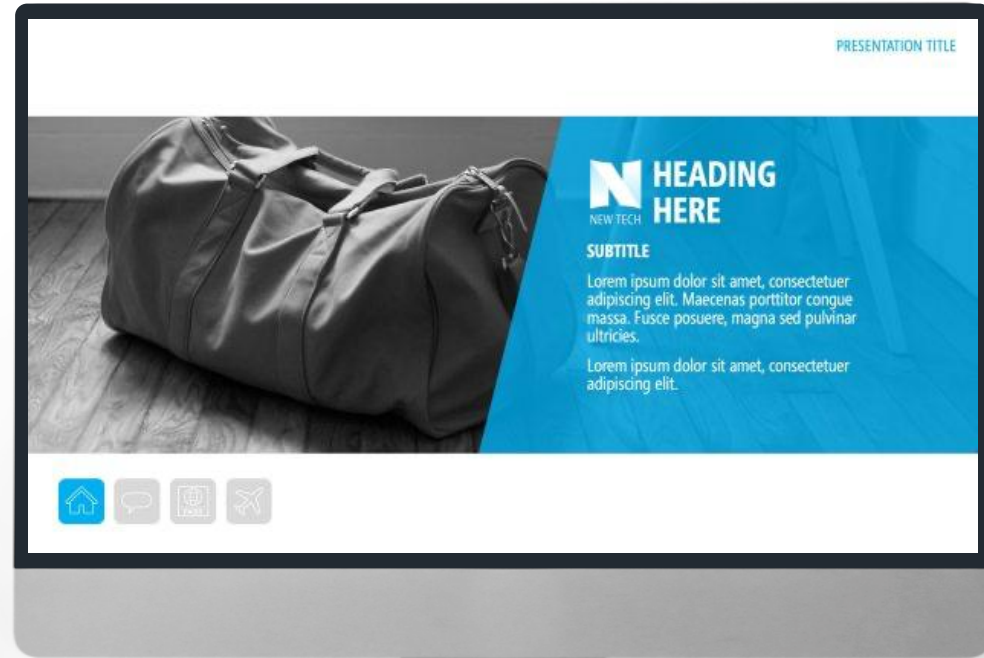 PRESENTATION TITLE
HEADING
HERE
NEW TECH
SUBTITLE
Lorem ipsum dolor sit amet, consectetuer
adipiscing elit. Maecenas porttitor congue
massa. Fusce posuere, magna sed pulvinar
ultricies.
Lorem ipsum dolor sit amet, consectetuer
adipiscing elit.